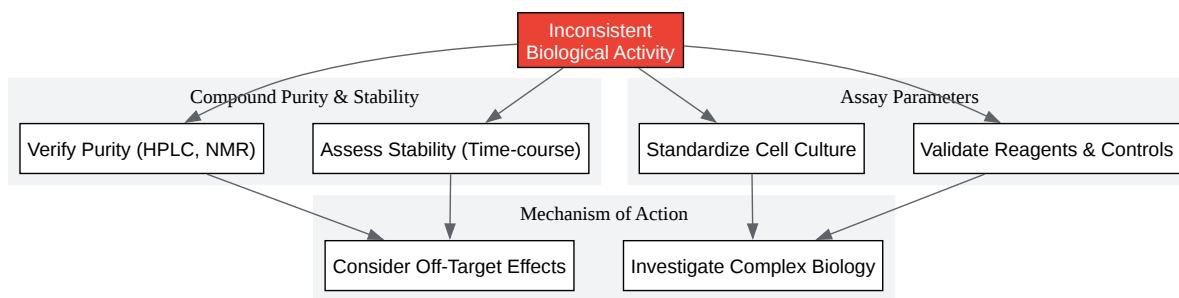 Inconsistent
Biological Activity
Compound Purity & Stability
Assay Parameters
Verify Purity (HPLC, NMR)
Assess Stability (Time-course)
Standardize Cell Culture
Validate Reagents & Controls
Mechanism of Action
Consider Off-Target Effects
Investigate Complex Biology